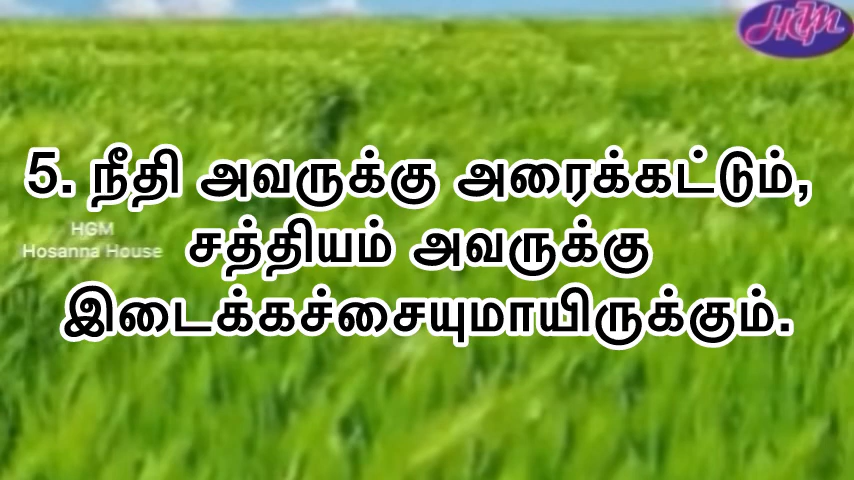 HGM
5. நீதி அவருக்கு அரைக்கட்டும்,
HGM
Hosanna House
சத்தியம் அவருக்கு
இடைக்கச்சையுமாயிருக்கும்.